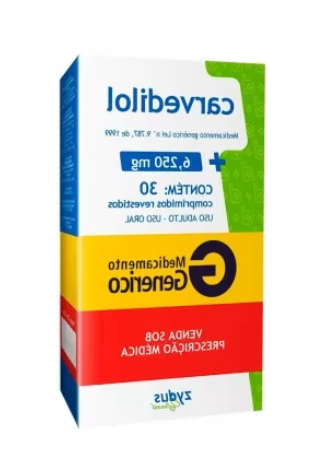 carvedilol
Medicamento genérico Lei n° 9.787, de 1999
6,250 mg
CONTÉM: 30
comprimidos revestidos
USO ADULTO - USO ORAL
G
Medicamento
Genérico
VENDA SOB
PRESCRIÇÃO MÉDICA
zydus